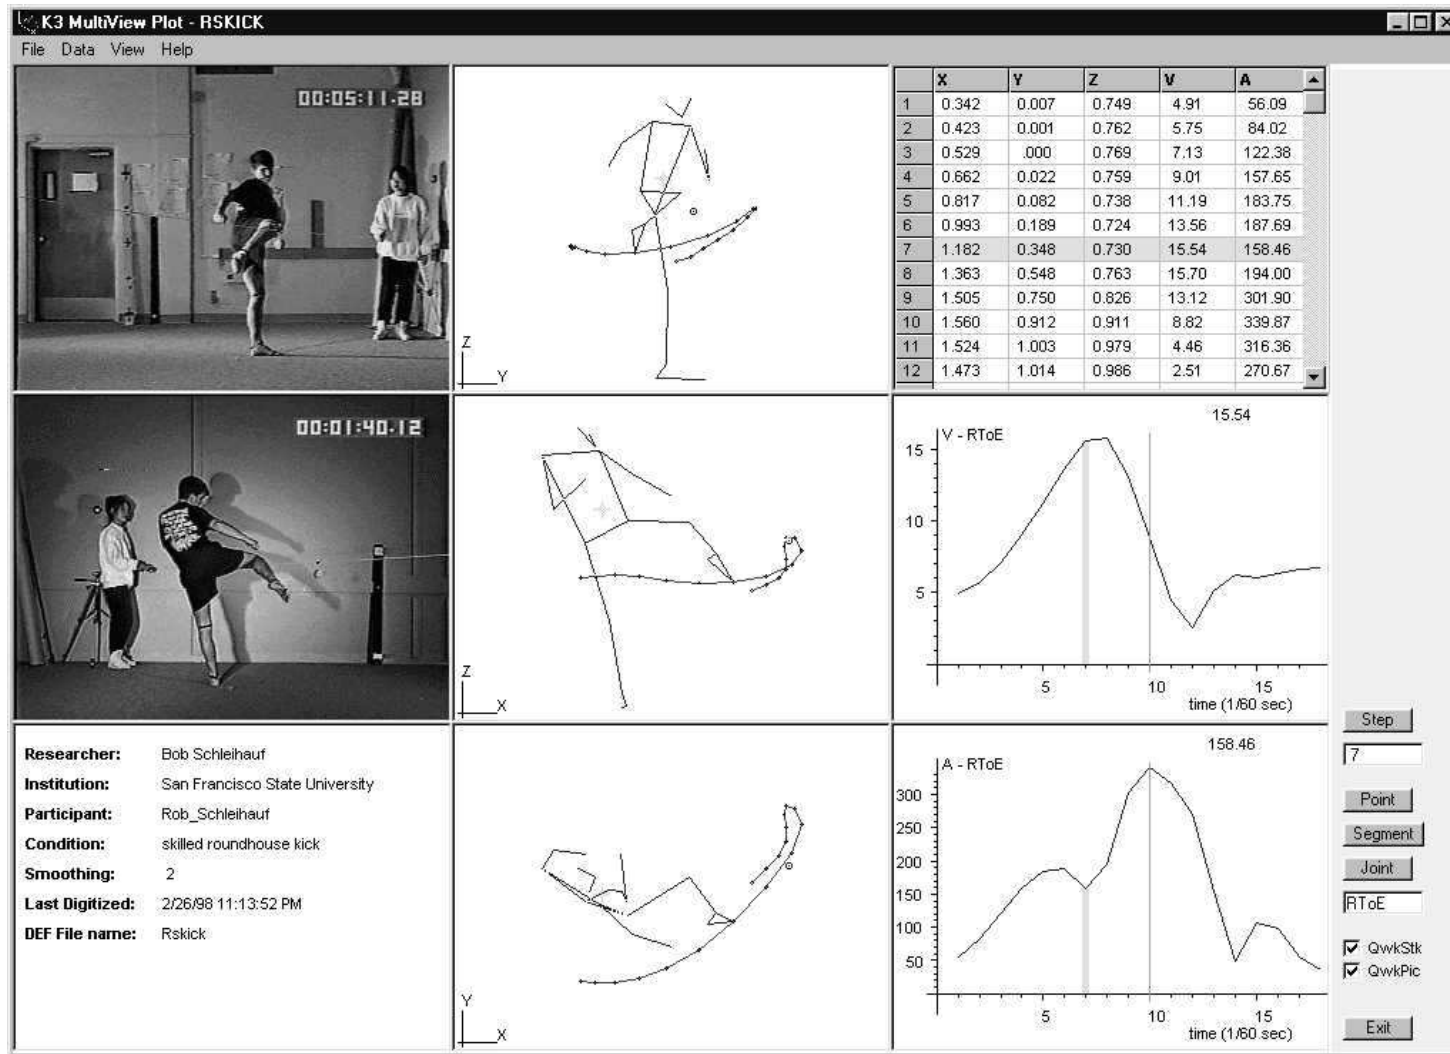 K3 MultiView Plot - RSKICK
File Data View Help
00:05:11.28
Z
Y
X Y Z V A
1 0.342 0.007 0.749 4.91 56.09
2 0.423 0.001 0.762 5.75 84.02
3 0.529 .000 0.769 7.13 122.38
4 0.662 0.022 0.759 9.01 157.65
5 0.817 0.082 0.738 11.19 183.75
6 0.993 0.189 0.724 13.56 187.69
7 1.182 0.348 0.730 15.54 158.46
8 1.363 0.548 0.763 15.70 194.00
9 1.505 0.750 0.826 13.12 301.90
10 1.560 0.912 0.911 8.82 339.87
11 1.524 1.003 0.979 4.46 316.36
12 1.473 1.014 0.986 2.51 270.67
00:01:40.12
Z
X
15.54
V - RToE
15
10
5
5 10 15
time (1/60 sec)
Researcher: Bob Schleihauf
Institution: San Francisco State University
Participant: Rob_Schleihauf
Condition: skilled roundhouse kick
Smoothing: 2
Last Digitized: 2/26/98 11:13:52 PM
DEF File name: Rskick
Y
X
158.46
A - RToE
300
250
200
150
100
50
5 10 15
time (1/60 sec)
Step
7
Point
Segment
Joint
RToE
QwkStk
QwkPic
Exit